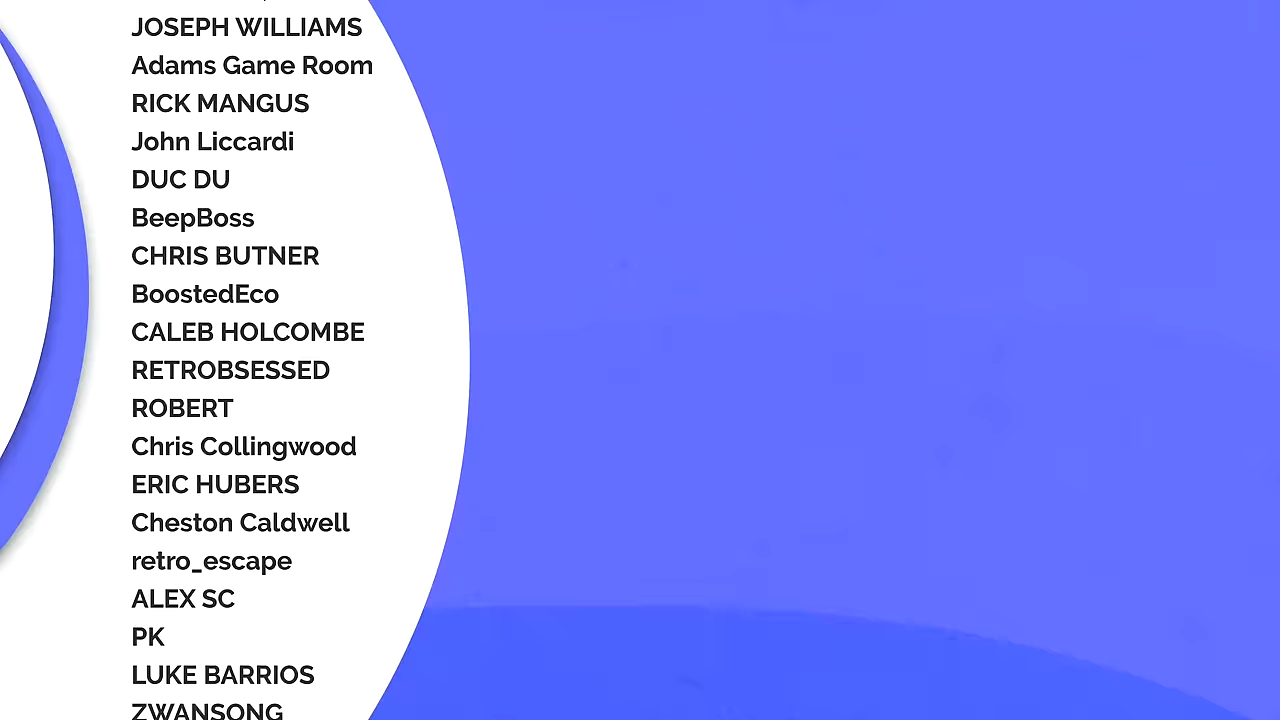 JOSEPH WILLIAMS
Adams Game Room
RICK MANGUS
John Liccardi
DUC DU
BeepBoss
CHRIS BUTNER
BoostedEco
CALEB HOLCOMBE
RETROBSESSED
ROBERT
Chris Collingwood
ERIC HUBERS
Cheston Caldwell
retro_escape
ALEX SC
PK
LUKE BARRIOS
ZWANSONG